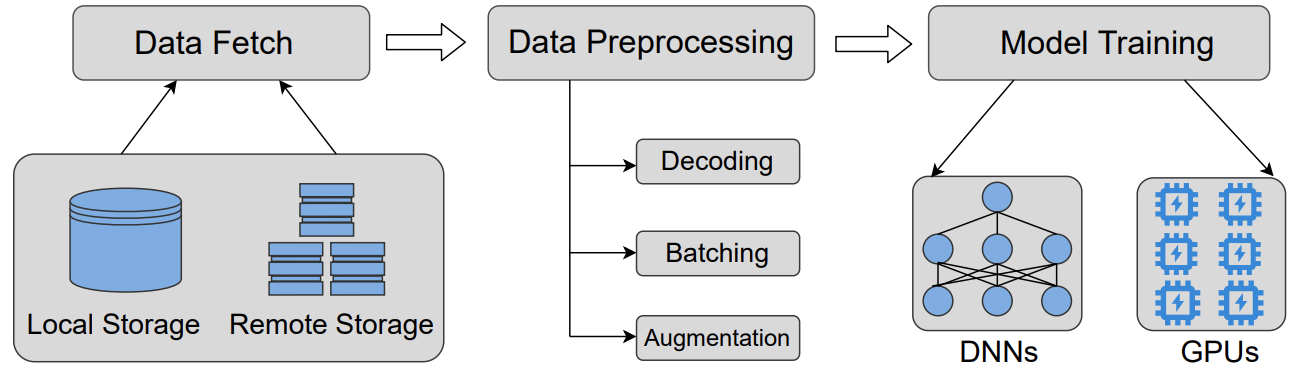 Data Fetch
Data Preprocessing
Model Training
Decoding
Batching
Augmentation
Local Storage
Remote Storage
DNNs
GPUs